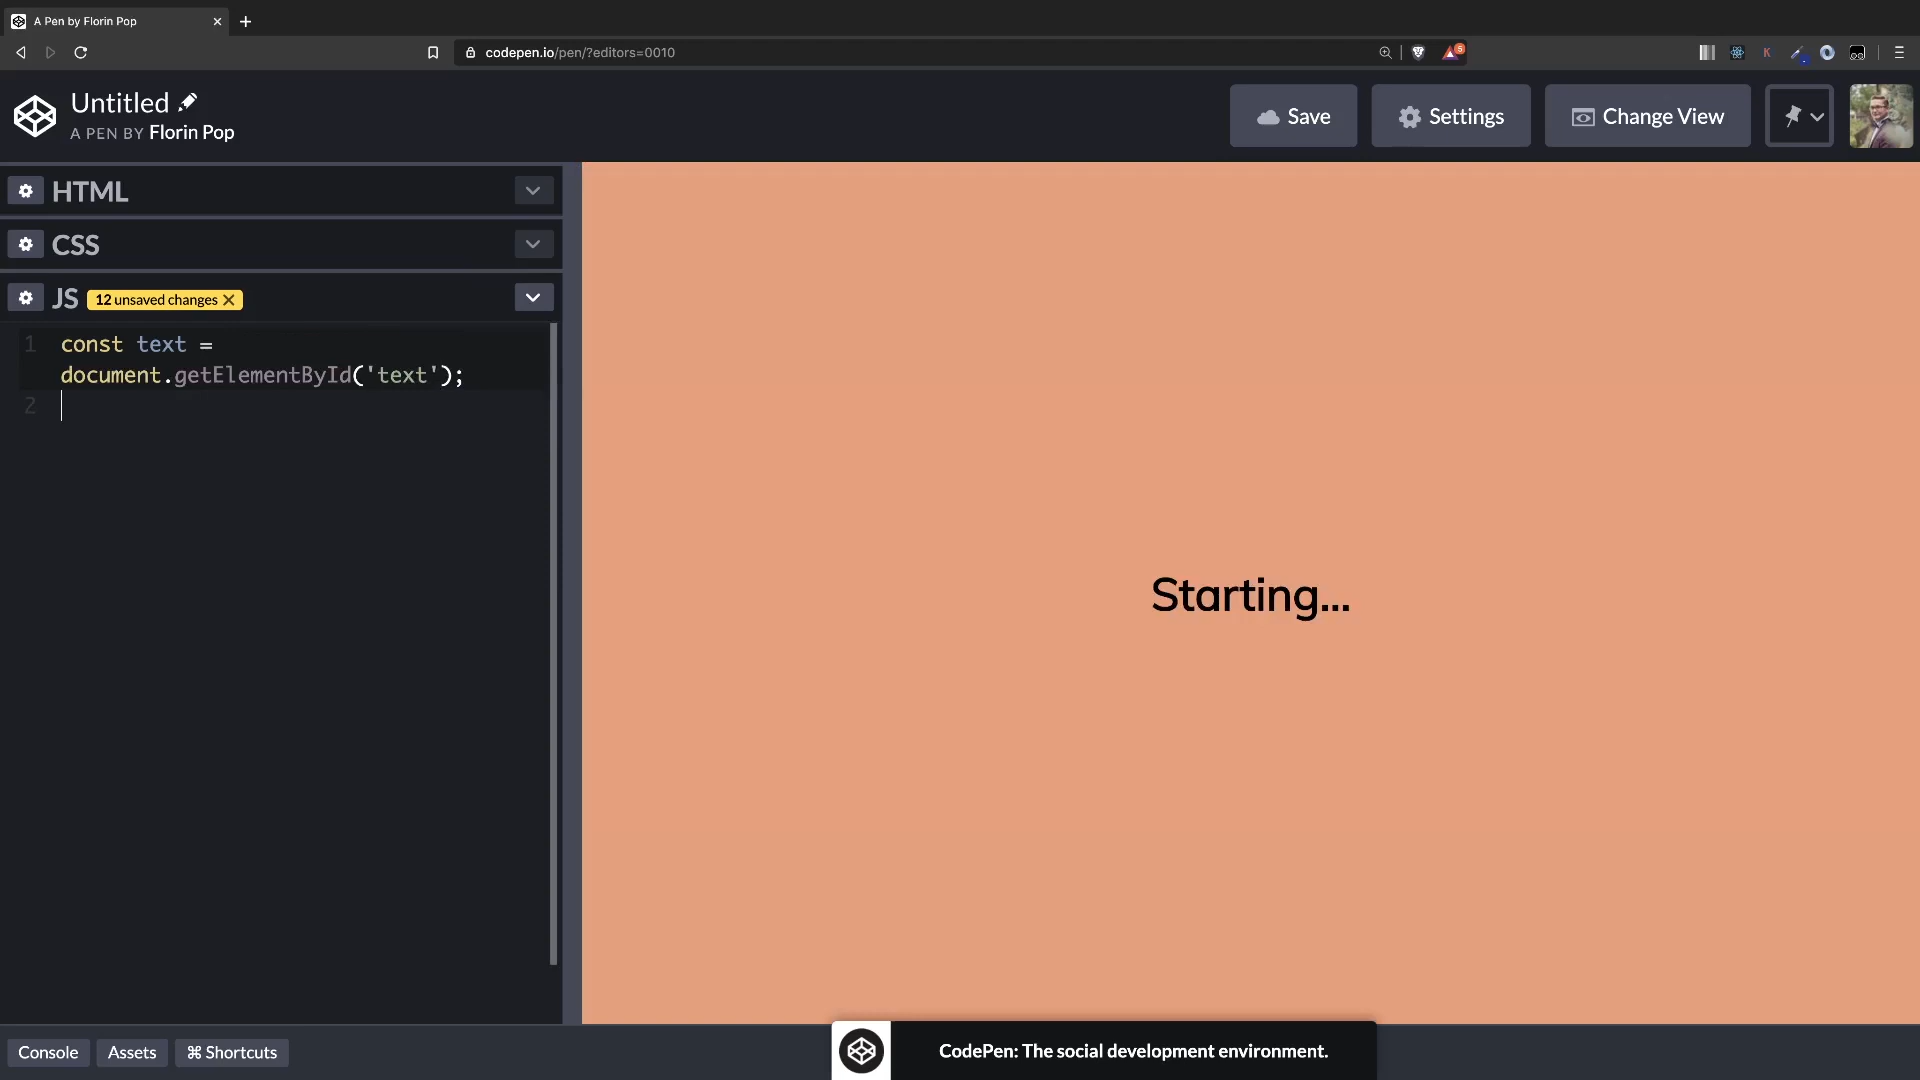 A Pen by Florin Pop
codepen.io/pen/?editors=0010
5
K
Untitled
A PEN BY Florin Pop
Save
Settings
Change View
HTML
CSS
JS 12 unsaved changes
1 const text =
document.getElementById('text');
2
Starting...
Console
Assets
⌘ Shortcuts
CodePen: The social development environment.